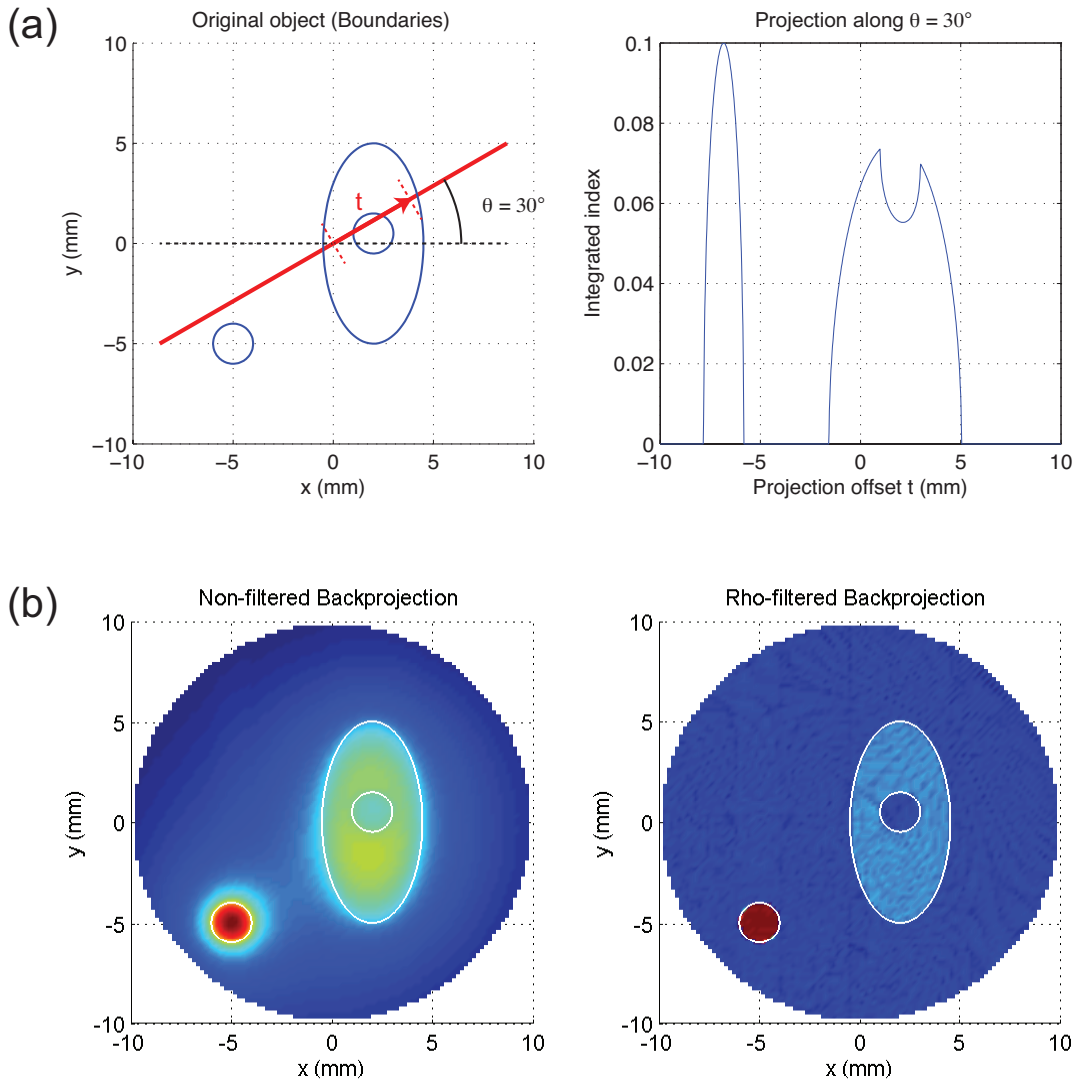 (a)
Original object (Boundaries)
10
5
0
−5
−10
−10
−5
0
5
10
y (mm)
x (mm)
t
θ = 30°
Projection along θ = 30°
0.1
0.08
0.06
0.04
0.02
0
−10
−5
0
5
10
Integrated index
Projection offset t (mm)
(b)
Non-filtered Backprojection
10
5
0
-5
-10
-10
-5
0
5
10
y (mm)
x (mm)
Rho-filtered Backprojection
10
5
0
-5
-10
-10
-5
0
5
10
y (mm)
x (mm)